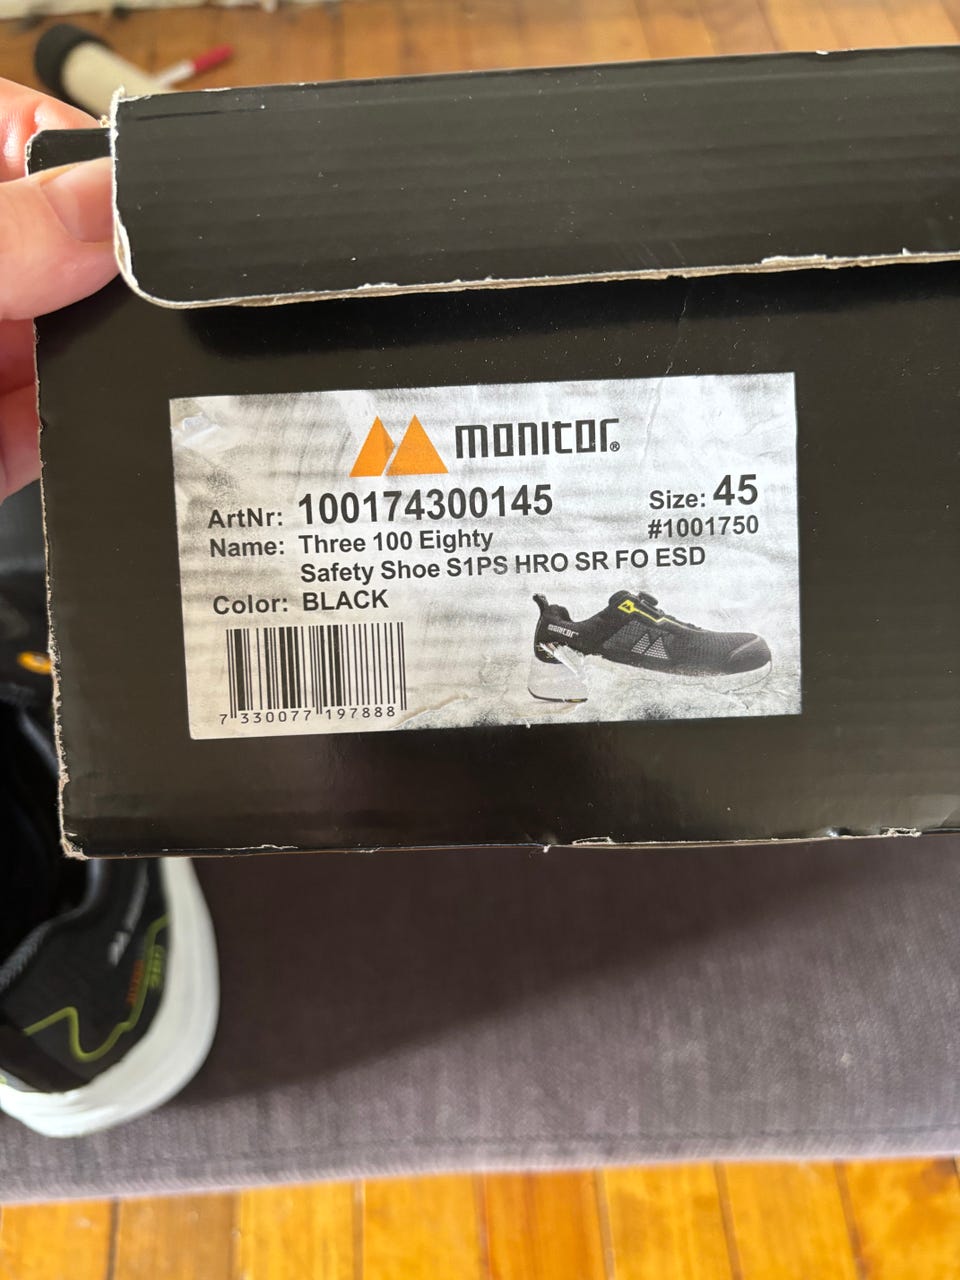 monitor®
ArtNr: 100174300145
Size: 45
Name: Three 100 Eighty
#1001750
Safety Shoe S1PS HRO SR FO ESD
Color: BLACK
monitor
7 330077 197888